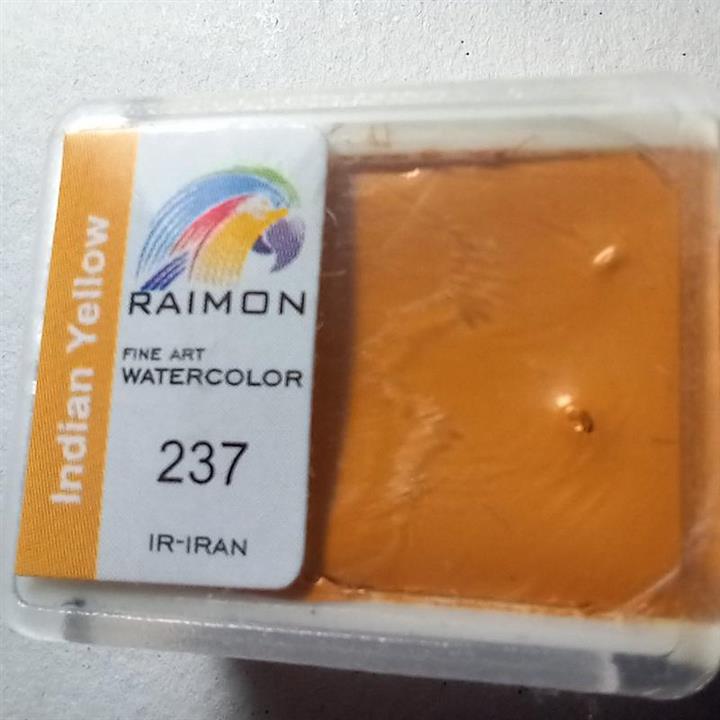 Indian Yellow
RAIMON
FINE ART
WATERCOLOR
237
IR-IRAN